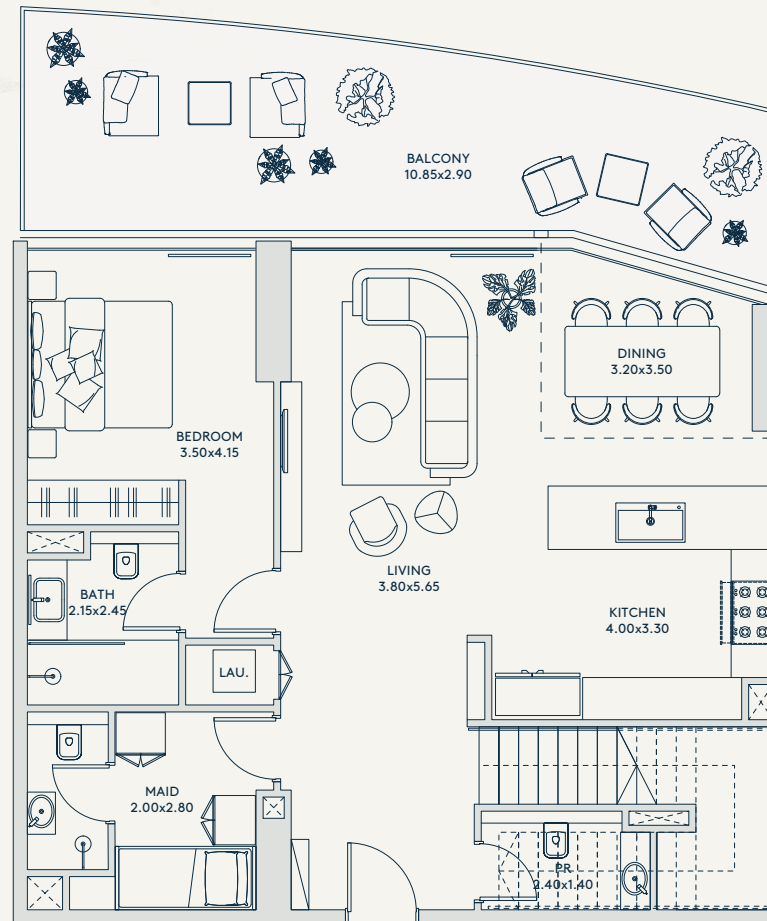 BALCONY
10.85x2.90
DINING
3.20x3.50
BEDROOM
3.50x4.15
LIVING
3.80x5.65
BATH
2.15x2.45
KITCHEN
4.00x3.30
LAU.
MAID
2.00x2.80
PR
2.40x1.40